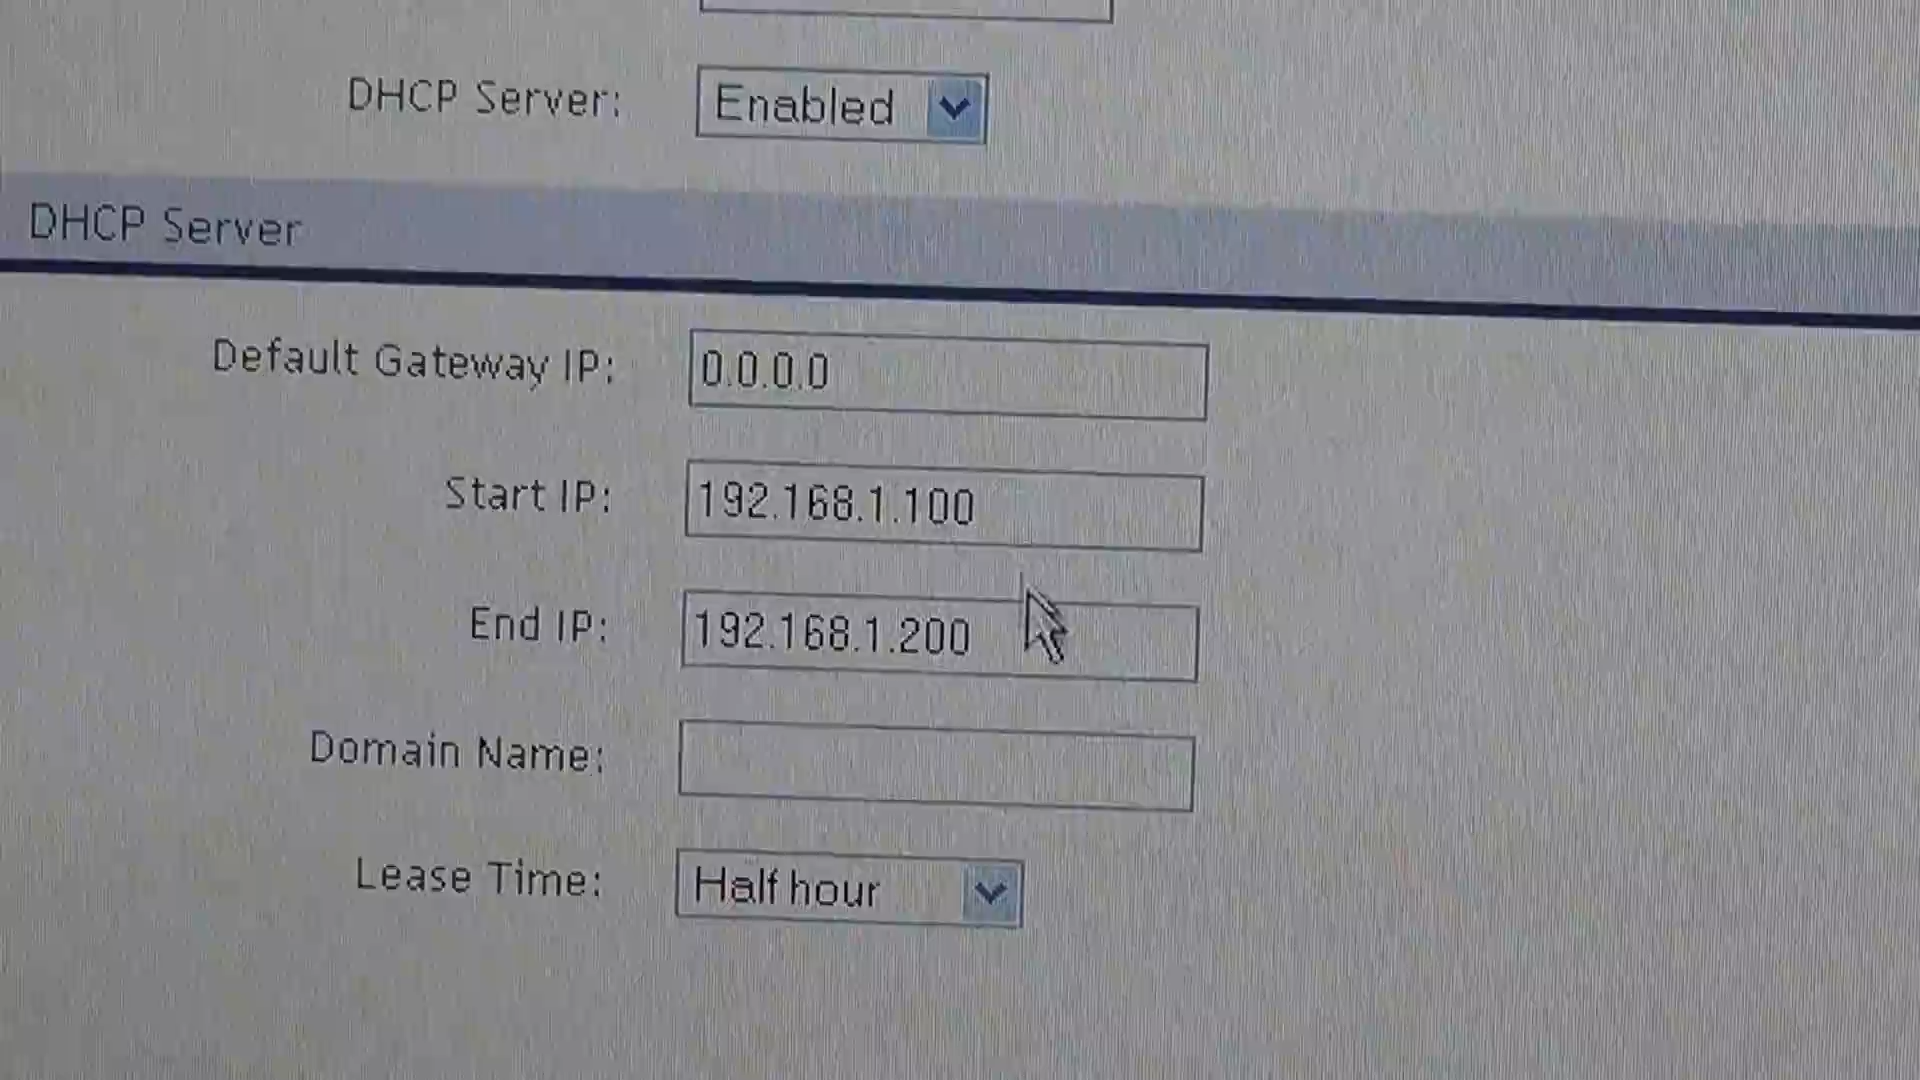 DHCP Server: Enabled
DHCP Server
Default Gateway IP: 0.0.0.0
Start IP: 192.168.1.100
End IP: 192.168.1.200
Domain Name:
Lease Time: Half hour